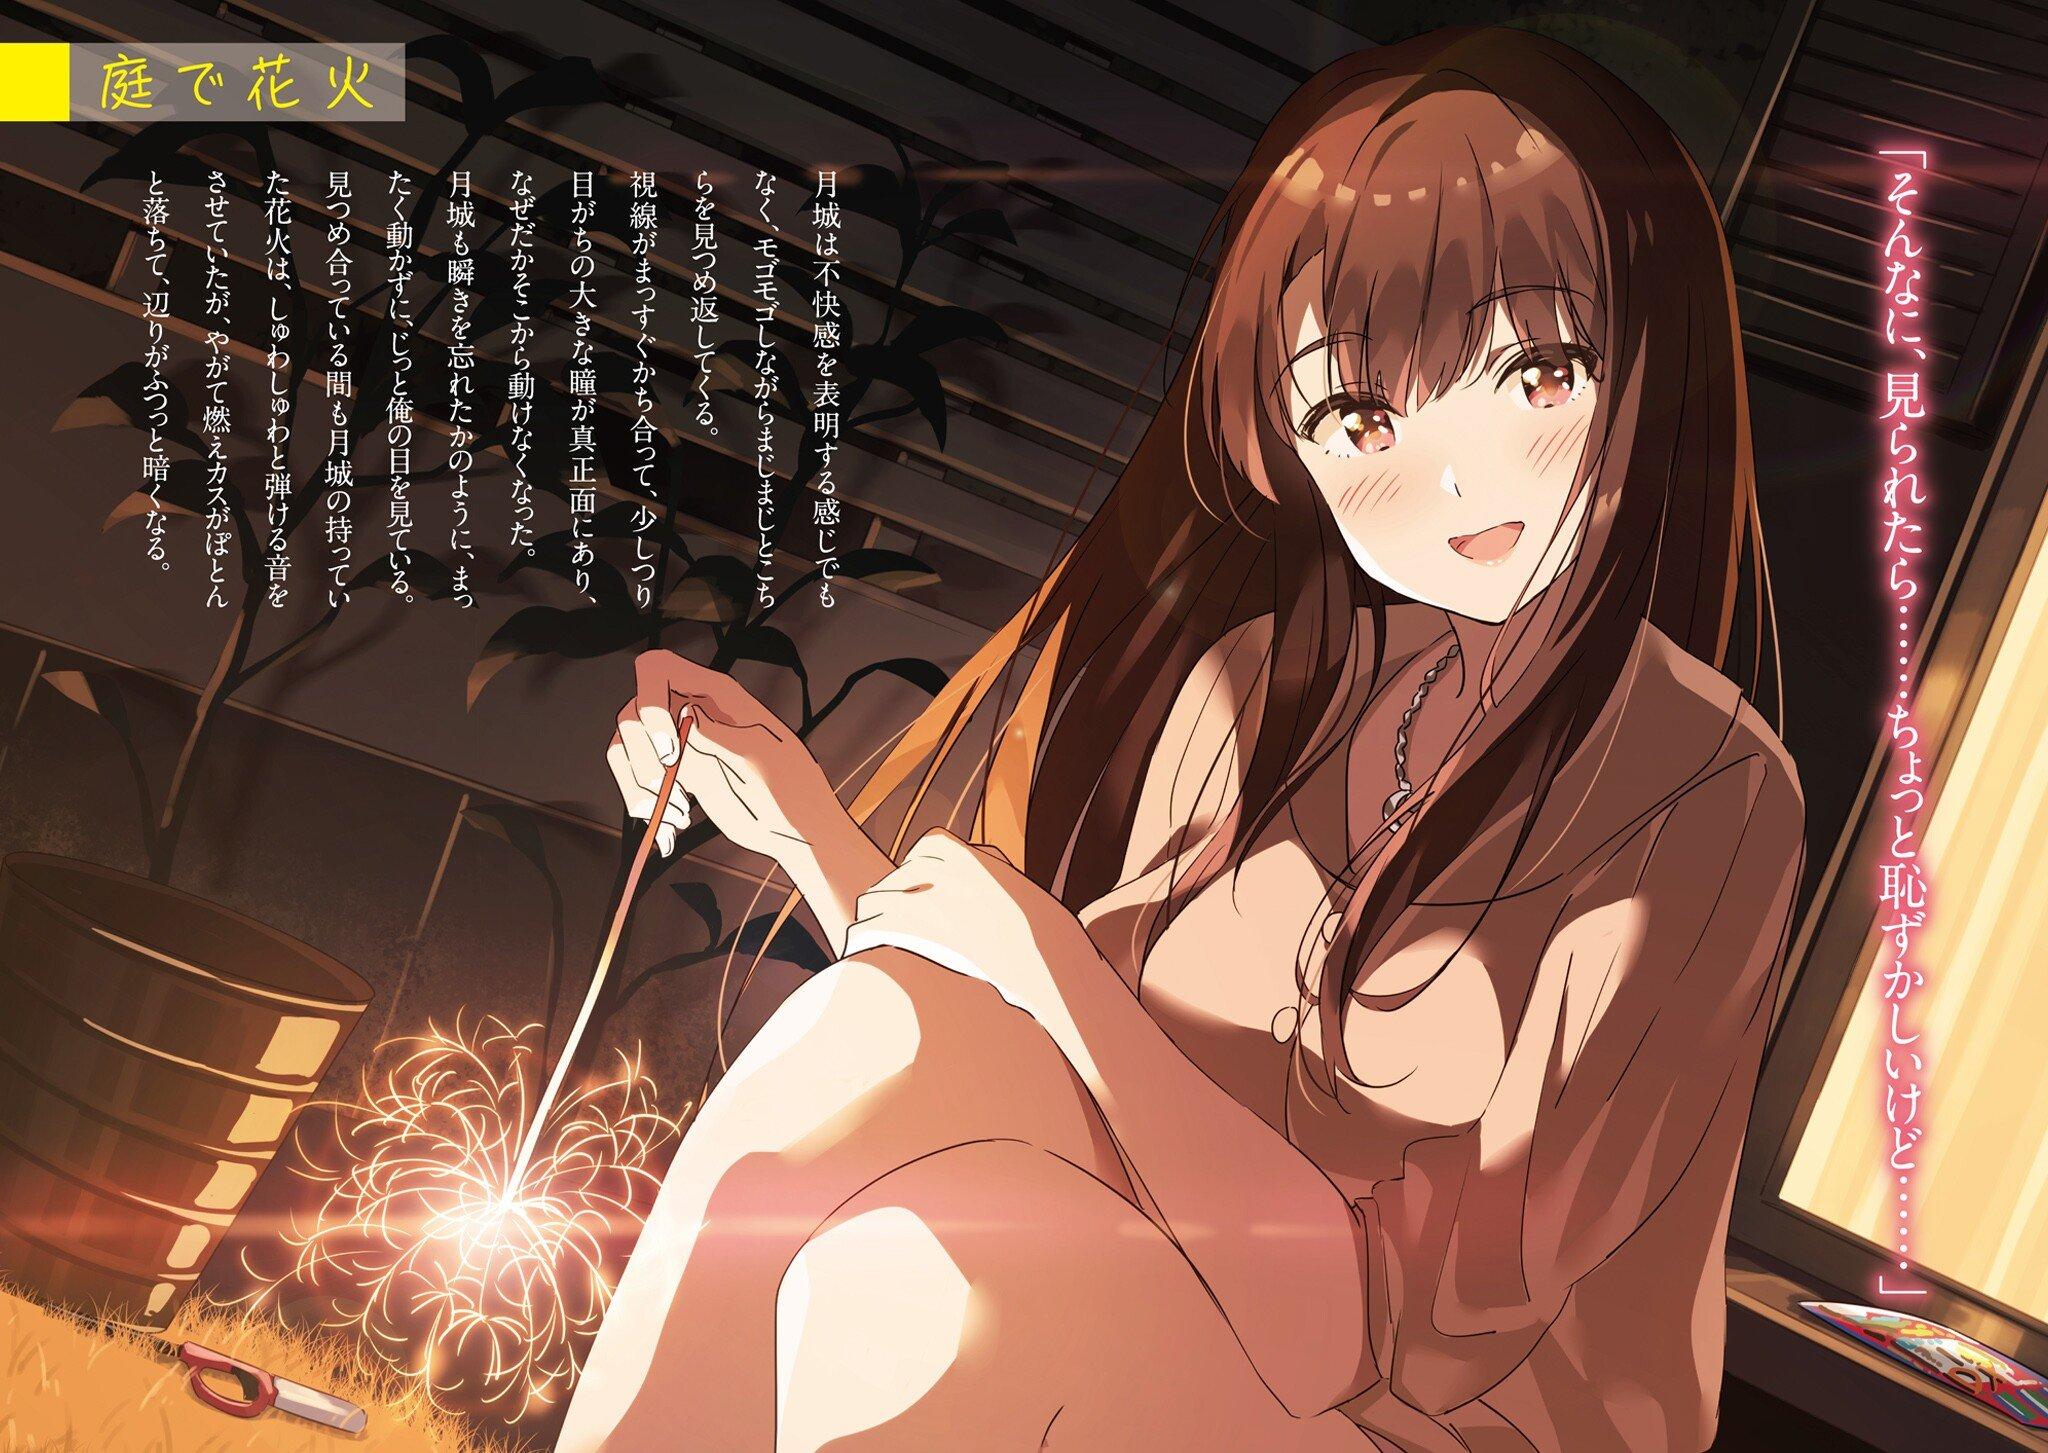 庭で花火
「そんなに、見られたら……ちょっと恥ずかしいけど……」
月城は不快感を表明する感じでも
なく、モゴモゴしながらまじまじとこち
らを見つめ返してくる。
視線がまっすぐかち合って、少しつり
目がちの大きな瞳が真正面にあり、
なぜだかそこから動けなくなった。
月城も瞬きを忘れたかのように、まっ
たく動かずに、じっと俺の目を見ている。
見つめ合っている間も月城の持ってい
た花火は、しゅわしゅわと弾ける音を
させていたが、やがて燃えカスがぽとん
と落ちて、辺りがふつっと暗くなる。